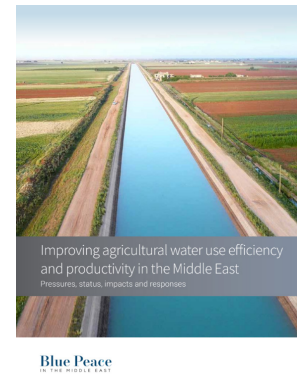 Improving agricultural water use efficiency
and productivity in the Middle East
Pressures, status, impacts and responses
Blue Peace
IN THE MIDDLE EAST